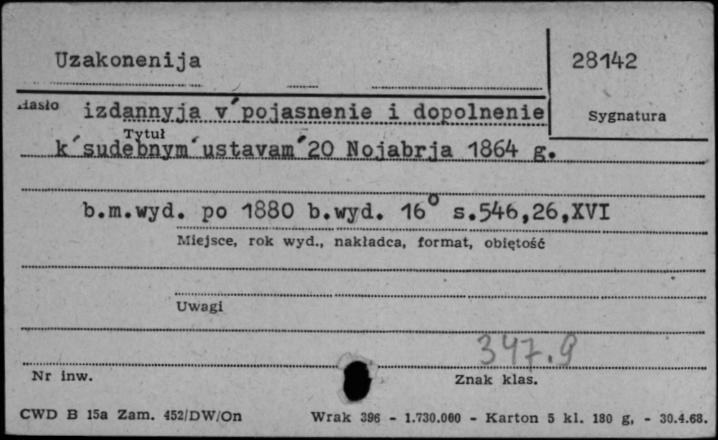 Uzakonenija 28142
Hasło izdannyja v' pojasnenie i dopolnenie Sygnatura
Tytuł
k' sudebnym' ustavam' 20 Nojabrja 1864 g.
b.m.wyd. po 1880 b.wyd. 16° s.546,26,XVI
Miejsce, rok wyd., nakładca, format, objętość
Uwagi
347.9
Nr inw. Znak klas.
CWD B 15a Zam. 452/DW/On Wrak 396 - 1.730.000 - Karton 5 kl. 180 g, - 30.4.68.